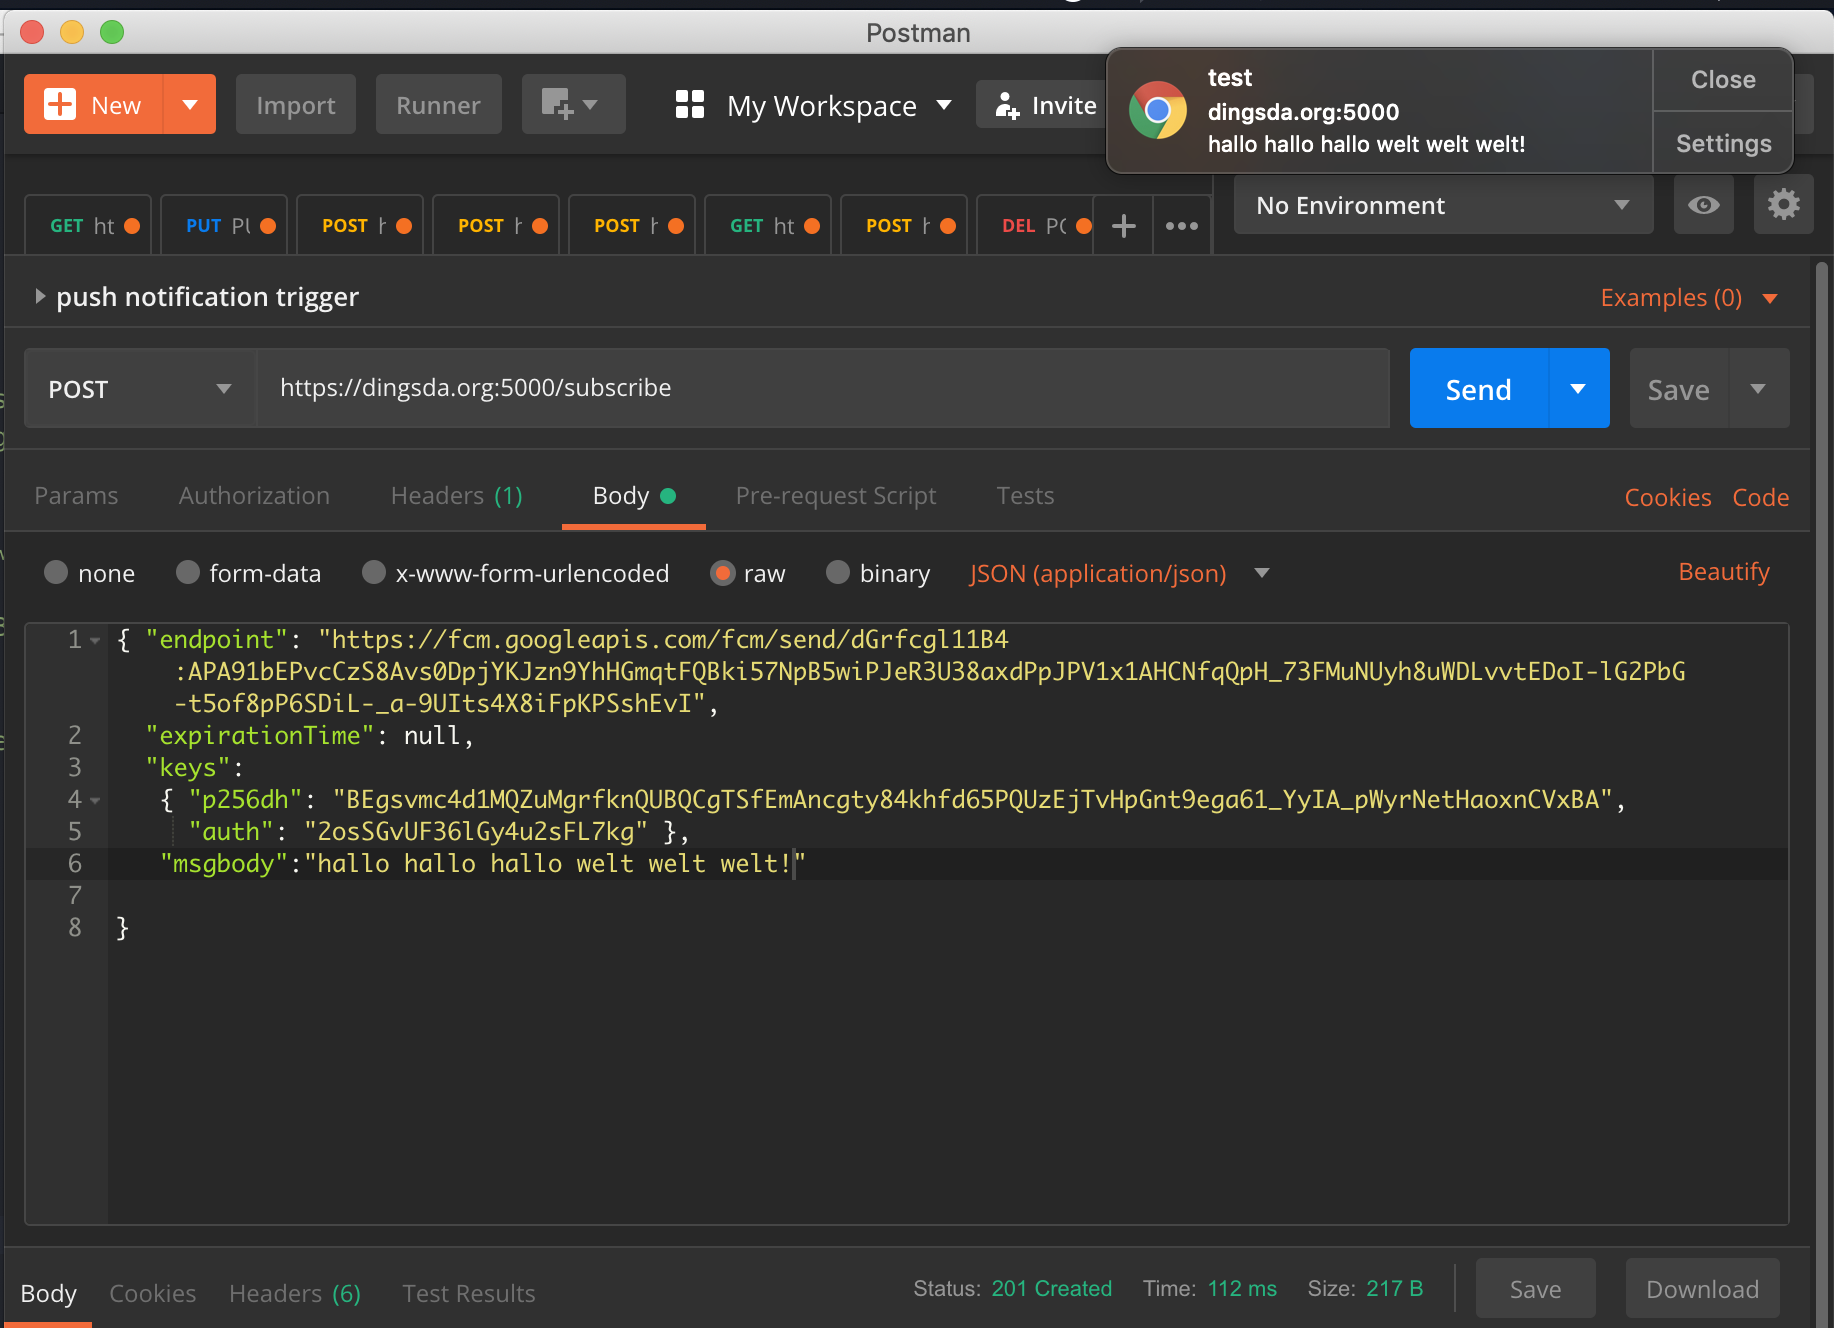 Postman
New
Import
Runner
My Workspace
Invite
test
dingsda.org:5000
hallo hallo hallo welt welt welt!
Close
Settings
GET ht
PUT PU
POST h
POST h
POST h
GET ht
POST h
DEL PO
No Environment
push notification trigger
Examples (0)
POST
https://dingsda.org:5000/subscribe
Send
Save
Params
Authorization
Headers (1)
Body
Pre-request Script
Tests
Cookies
Code
none
form-data
x-www-form-urlencoded
raw
binary
JSON (application/json)
Beautify
1 { "endpoint": "https://fcm.googleapis.com/fcm/send/dGrfcgl11B4
:APA91bEPvcCzS8Avs0DpjYKJzn9YhHGmqtFQBki57NpB5wiPJeR3U38axdPpJPV1x1AHCNfqQpH_73FMuNUyh8uWDLvvtEDoI-lG2PbG
-t5of8pP6SDiL-_a-9UIts4X8iFpKPSshEvI",
2 "expirationTime": null,
3 "keys":
4 { "p256dh": "BEgsvmc4d1MQZuMgrfknQUBQCgTSfEmAncgty84khfd65PQUzEjTvHpGnt9ega61_YyIA_pWyrNetHaoxnCVxBA",
5 "auth": "2osSGvUF36lGy4u2sFL7kg" },
6 "msgbody":"hallo hallo hallo welt welt welt!"
7
8 }
Body
Cookies
Headers (6)
Test Results
Status: 201 Created
Time: 112 ms
Size: 217 B
Save
Download